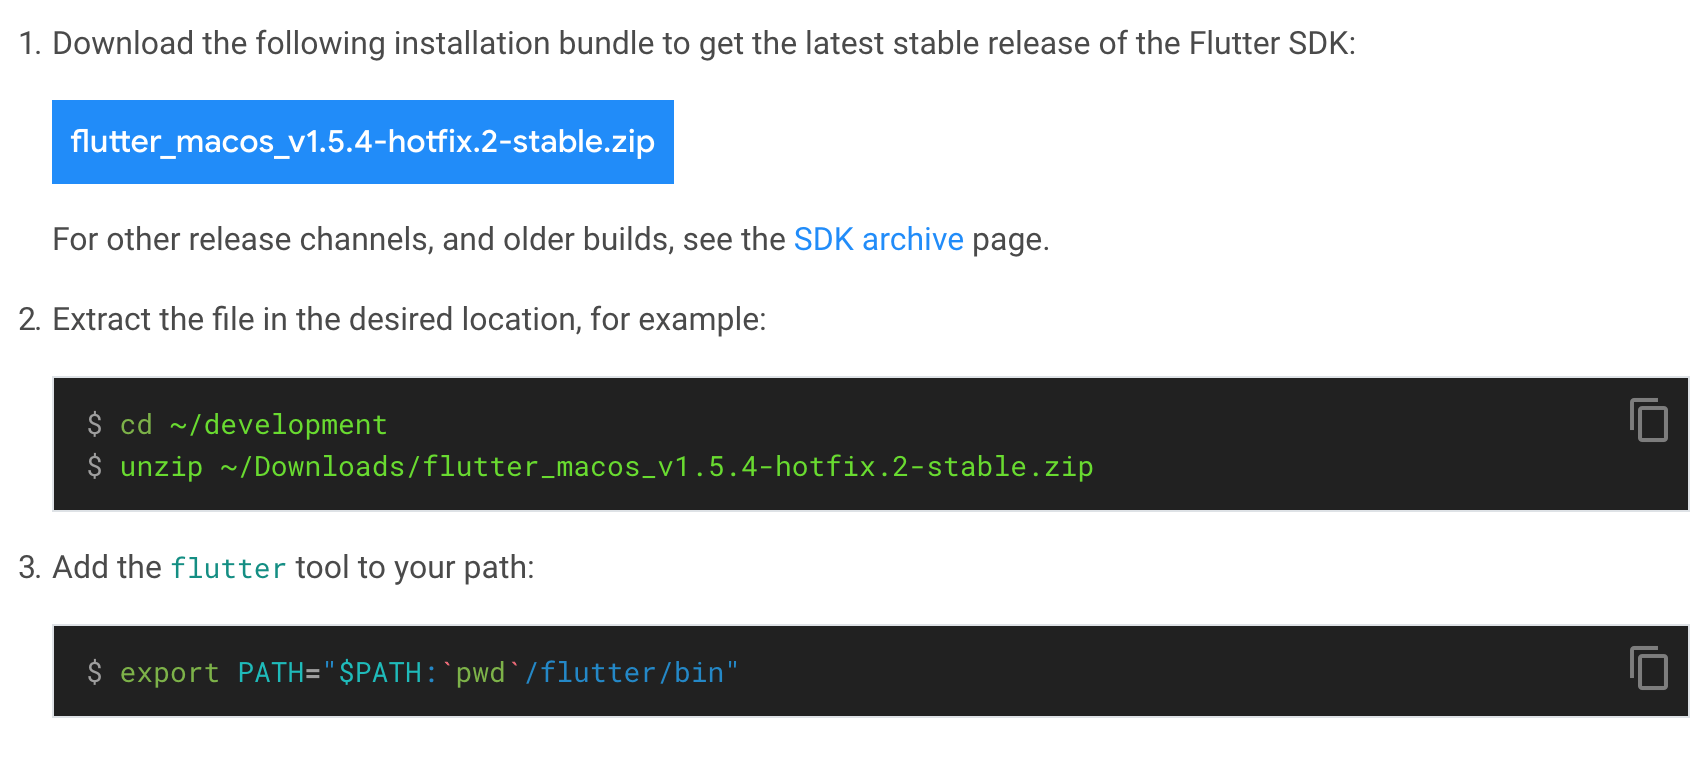 1. Download the following installation bundle to get the latest stable release of the Flutter SDK:
flutter_macos_v1.5.4-hotfix.2-stable.zip
For other release channels, and older builds, see the SDK archive page.
2. Extract the file in the desired location, for example:
$ cd ~/development
$ unzip ~/Downloads/flutter_macos_v1.5.4-hotfix.2-stable.zip
3. Add the flutter tool to your path:
$ export PATH="$PATH:`pwd`/flutter/bin"